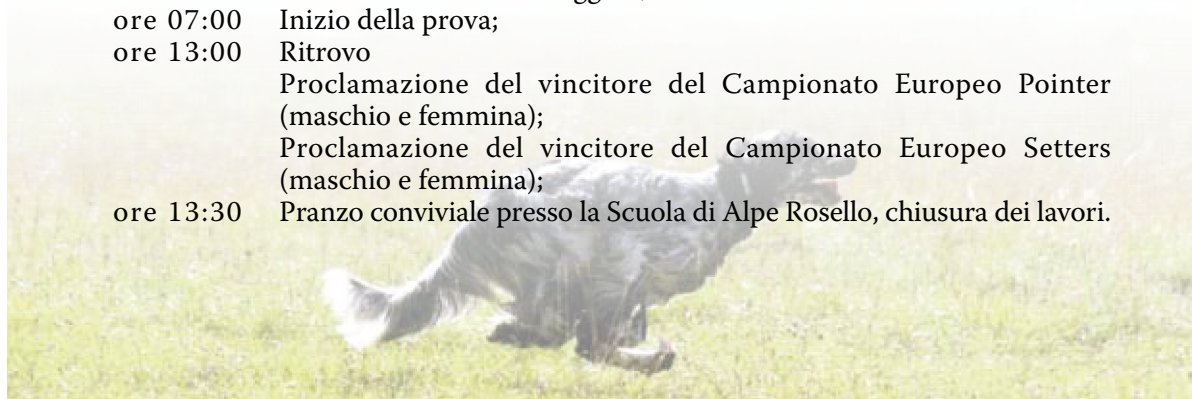 ore 07:00 Inizio della prova;
ore 13:00 Ritrovo
Proclamazione del vincitore del Campionato Europeo Pointer
(maschio e femmina);
Proclamazione del vincitore del Campionato Europeo Setters
(maschio e femmina);
ore 13:30 Pranzo conviviale presso la Scuola di Alpe Rosello, chiusura dei lavori.